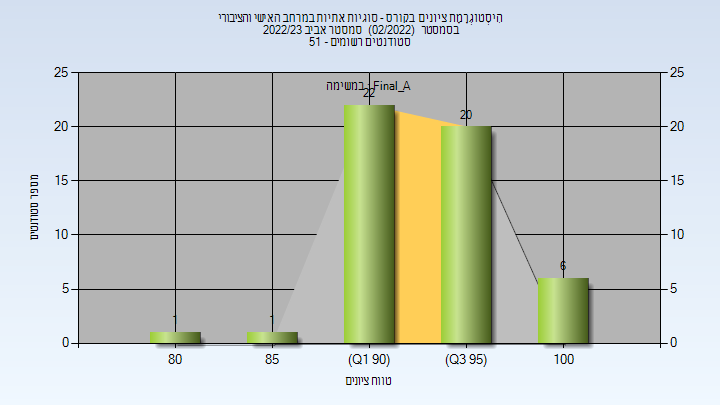 היסטוגרמת ציונים בקורס - סוגיות אתיות במרחב האישי והציבורי
בסמסטר (02/2022) סמסטר אביב 2022/23
סטודנטים רשומים - 51
במשימה : Final_A
25 25
20 20
15 15
10 10
5 5
0 0
1 1 22 20 6
80 85 (Q1 90) (Q3 95) 100
מספר סטודנטים
טווח ציונים